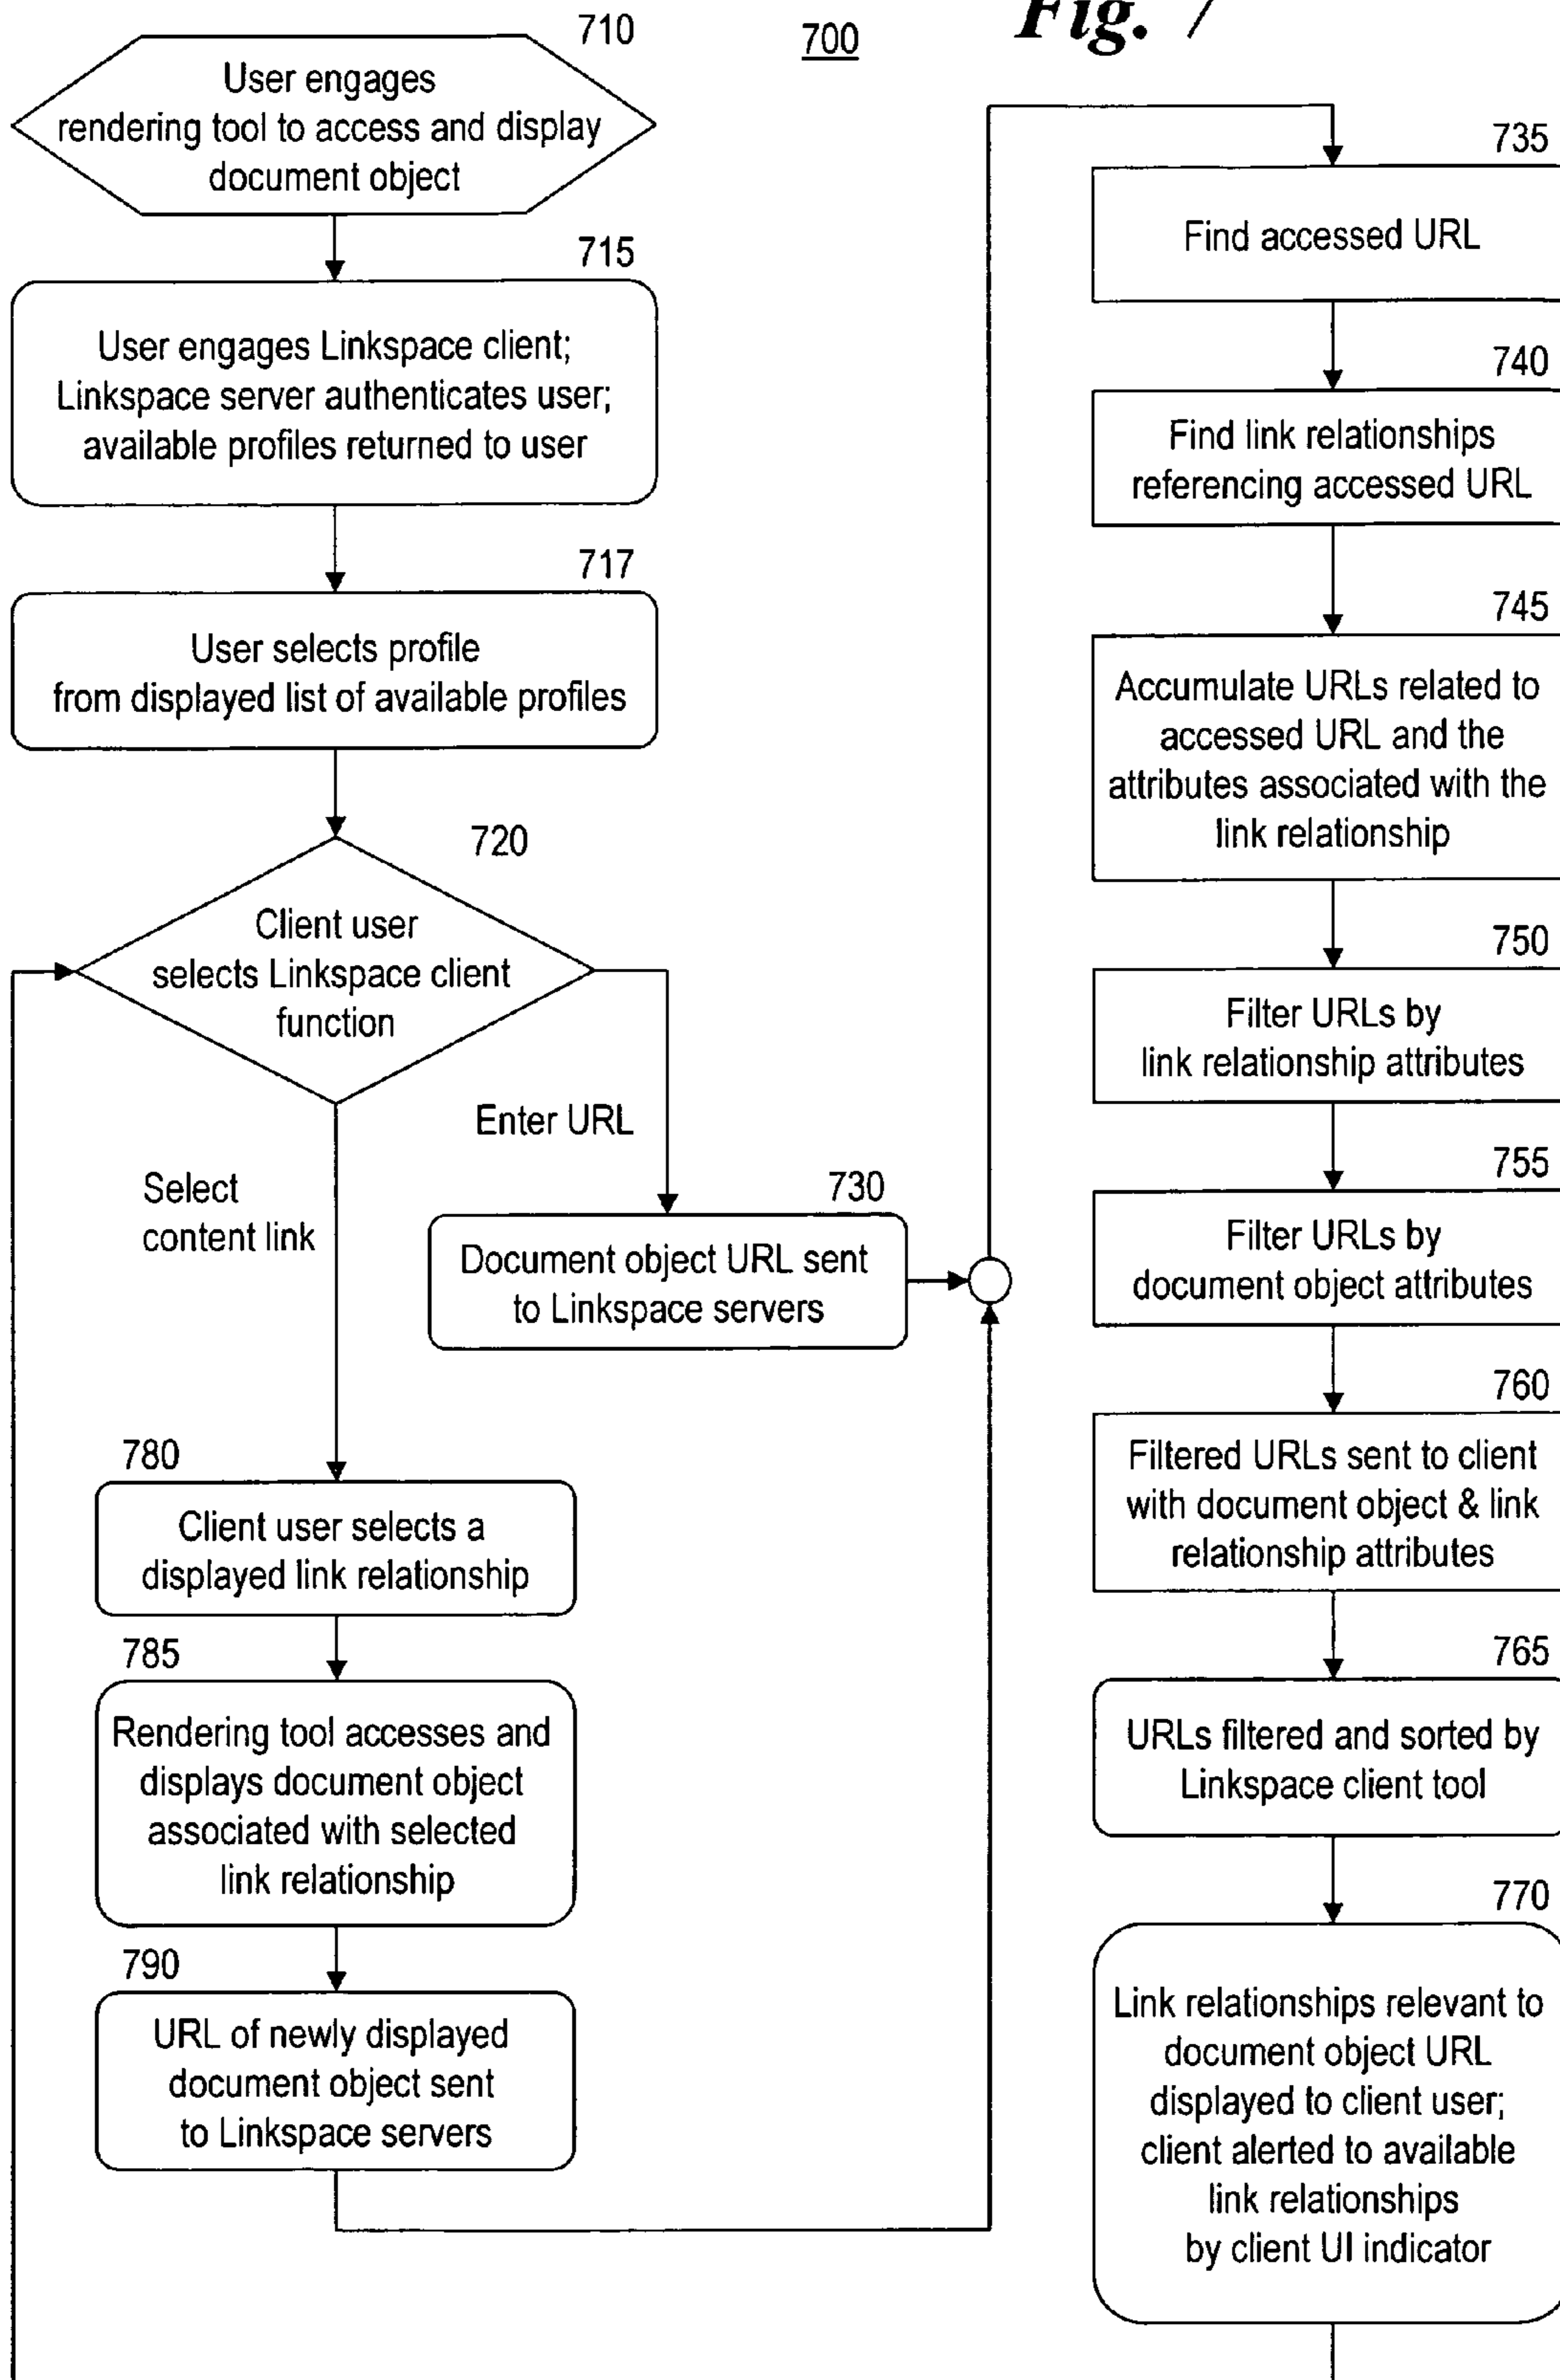 Fig. 7
700
710
User engages
rendering tool to access and display
document object
715
User engages Linkspace client;
Linkspace server authenticates user;
available profiles returned to user
717
User selects profile
from displayed list of available profiles
720
Client user
selects Linkspace client
function
Enter URL
Select
content link
730
Document object URL sent
to Linkspace servers
780
Client user selects a
displayed link relationship
785
Rendering tool accesses and
displays document object
associated with selected
link relationship
790
URL of newly displayed
document object sent
to Linkspace servers
735
Find accessed URL
740
Find link relationships
referencing accessed URL
745
Accumulate URLs related to
accessed URL and the
attributes associated with the
link relationship
750
Filter URLs by
link relationship attributes
755
Filter URLs by
document object attributes
760
Filtered URLs sent to client
with document object & link
relationship attributes
765
URLs filtered and sorted by
Linkspace client tool
770
Link relationships relevant to
document object URL
displayed to client user;
client alerted to available
link relationships
by client UI indicator